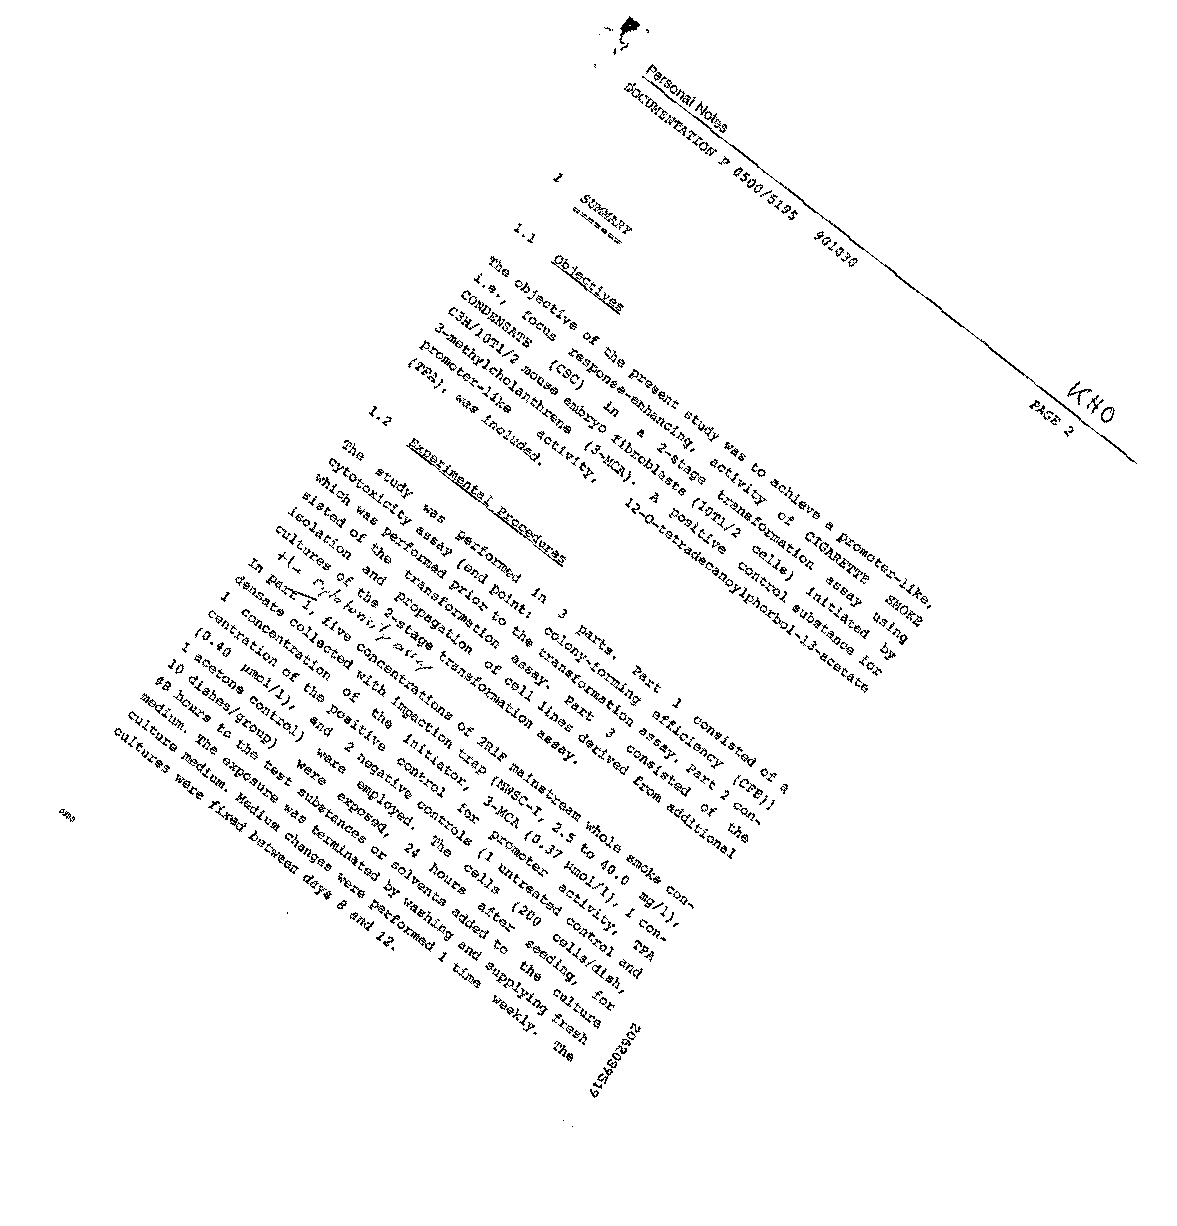 Personal Notes
DOCUMENTATION P 0500/5195 901030 PAGE 2
KHO
1 SUMMARY
=======
1.1 Objectives
The objective of the present study was to achieve a promoter-like,
i.e., focus response-enhancing, activity of CIGARETTE SMOKE
CONDENSATE (CSC) in a 2-stage transformation assay using
C3H/10T1/2 mouse embryo fibroblasts (10T1/2 cells) initiated by
3-methylcholanthrene (3-MCA). A positive control substance for
promoter-like activity, 12-O-tetradecanoylphorbol-13-acetate
(TPA), was included.
1.2 Experimental Procedures
The study was performed in 3 parts. Part 1 consisted of a
cytotoxicity assay (end point: colony-forming efficiency (CFE))
which was performed prior to the transformation assay. Part 2 con-
sisted of the transformation assay. Part 3 consisted of the
isolation and propagation of cell lines derived from additional
cultures of the 2-stage transformation assay.
the cytotoxicity assay
In part 1, five concentrations of 2R1F mainstream whole smoke con-
densate collected with impaction trap (MWSC-I, 2.5 to 40.0 mg/l),
1 concentration of the initiator, 3-MCA (0.37 µmol/l), 1 con-
centration of the positive control for promoter activity, TPA
(0.40 µmol/l), and 2 negative controls (1 untreated control and
1 acetone control) were employed. The cells (200 cells/dish,
10 dishes/group) were exposed, 24 hours after seeding, for
48 hours to the test substances or solvents added to the culture
medium. The exposure was terminated by washing and supplying fresh
culture medium. Medium changes were performed 1 time weekly. The
cultures were fixed between days 8 and 12.